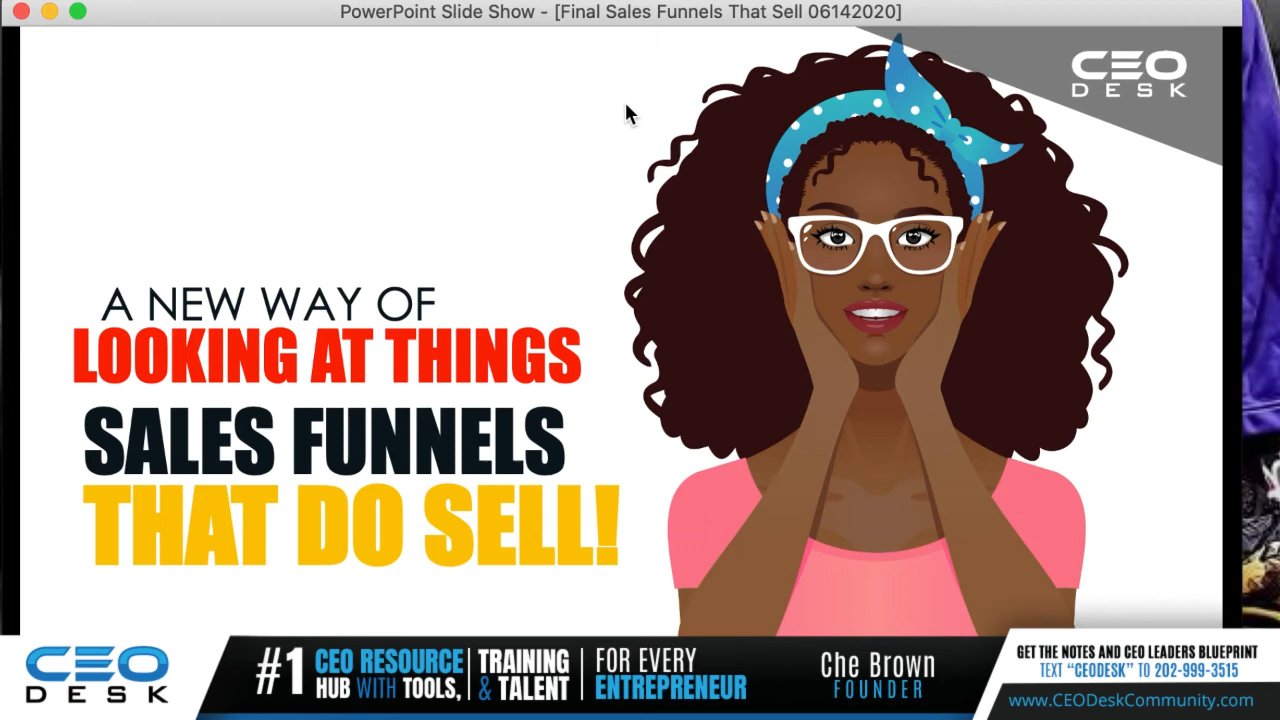 PowerPoint Slide Show - [Final Sales Funnels That Sell 06142020]
CEO
DESK
A NEW WAY OF
LOOKING AT THINGS
SALES FUNNELS
THAT DO SELL!
CEO
DESK
#1 CEO RESOURCE
HUB WITH TOOLS,
TRAINING
& TALENT
FOR EVERY
ENTREPRENEUR
Che Brown
FOUNDER
GET THE NOTES AND CEO LEADERS BLUEPRINT
TEXT “CEODESK” TO 202-999-3515
www.CEODeskCommunity.com